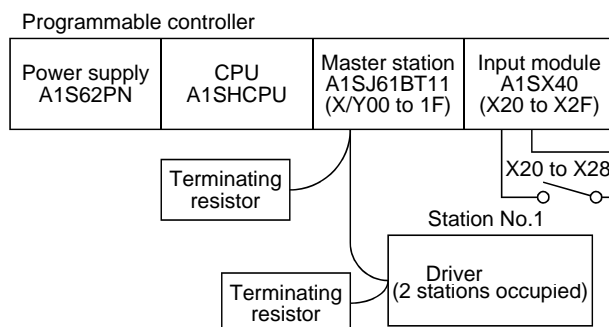 Programmable controller
Power supply
A1S62PN
CPU
A1SHCPU
Master station
A1SJ61BT11
(X/Y00 to 1F)
Input module
A1SX40
(X20 to X2F)
X20 to X28
Terminating
resistor
Station No.1
Driver
(2 stations occupied)
Terminating
resistor